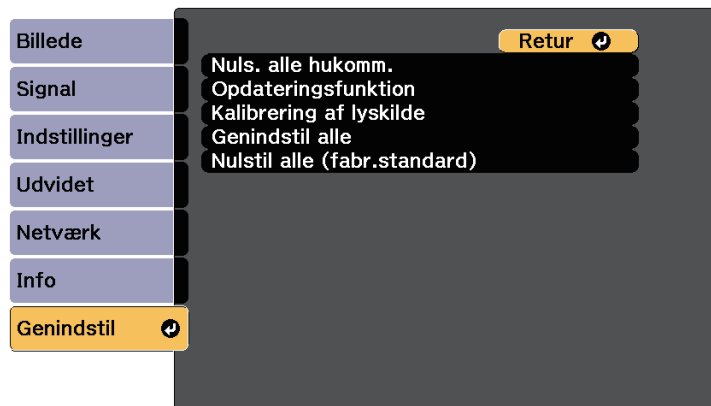 Billede
Signal
Indstillinger
Udvidet
Netværk
Info
Genindstil
Retur
Nuls. alle hukomm.
Opdateringsfunktion
Kalibrering af lyskilde
Genindstil alle
Nulstil alle (fabr.standard)